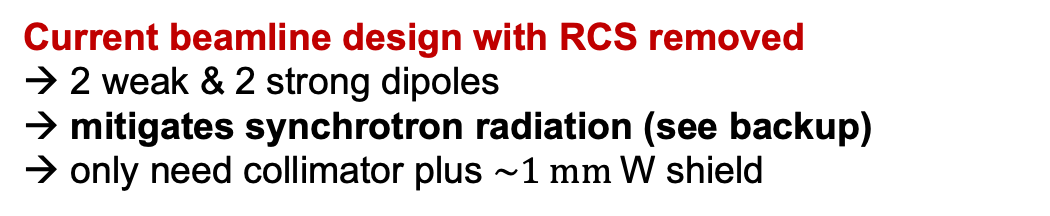 Current beamline design with RCS removed
→ 2 weak & 2 strong dipoles
→ mitigates synchrotron radiation (see backup)
→ only need collimator plus ~1 mm W shield